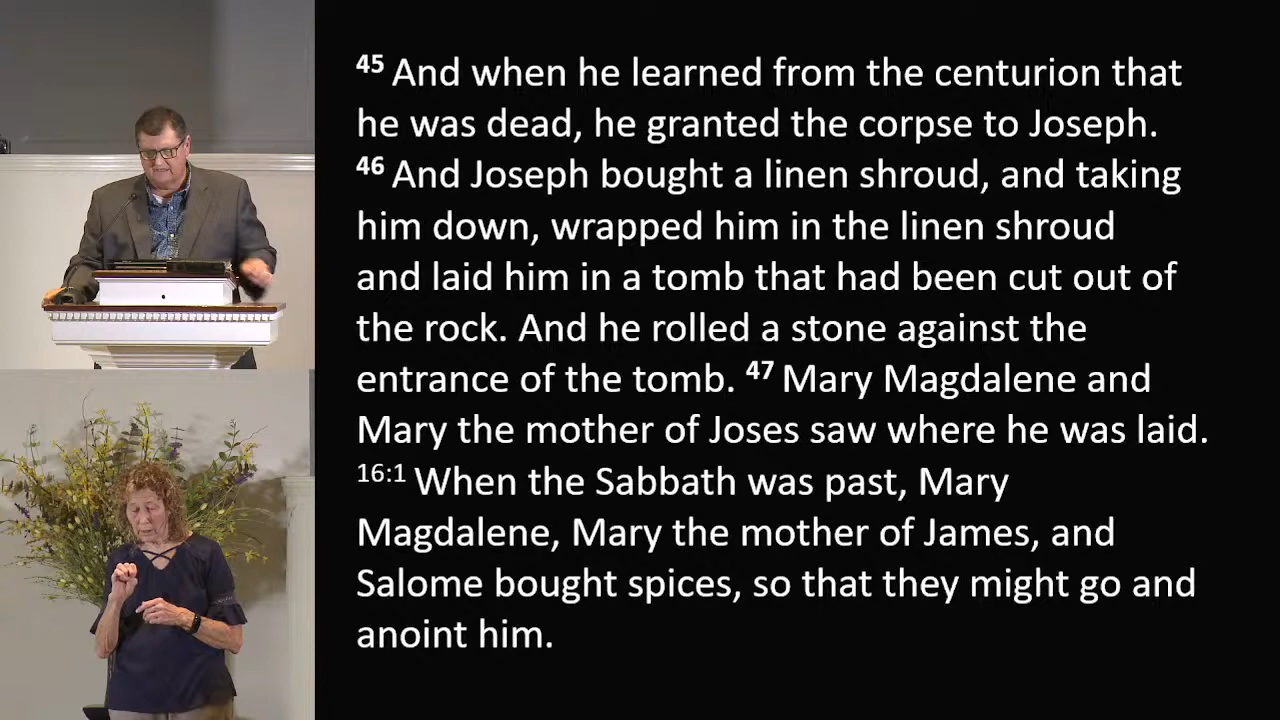 45 And when he learned from the centurion that
he was dead, he granted the corpse to Joseph.
46 And Joseph bought a linen shroud, and taking
him down, wrapped him in the linen shroud
and laid him in a tomb that had been cut out of
the rock. And he rolled a stone against the
entrance of the tomb. 47 Mary Magdalene and
Mary the mother of Joses saw where he was laid.
16:1 When the Sabbath was past, Mary
Magdalene, Mary the mother of James, and
Salome bought spices, so that they might go and
anoint him.